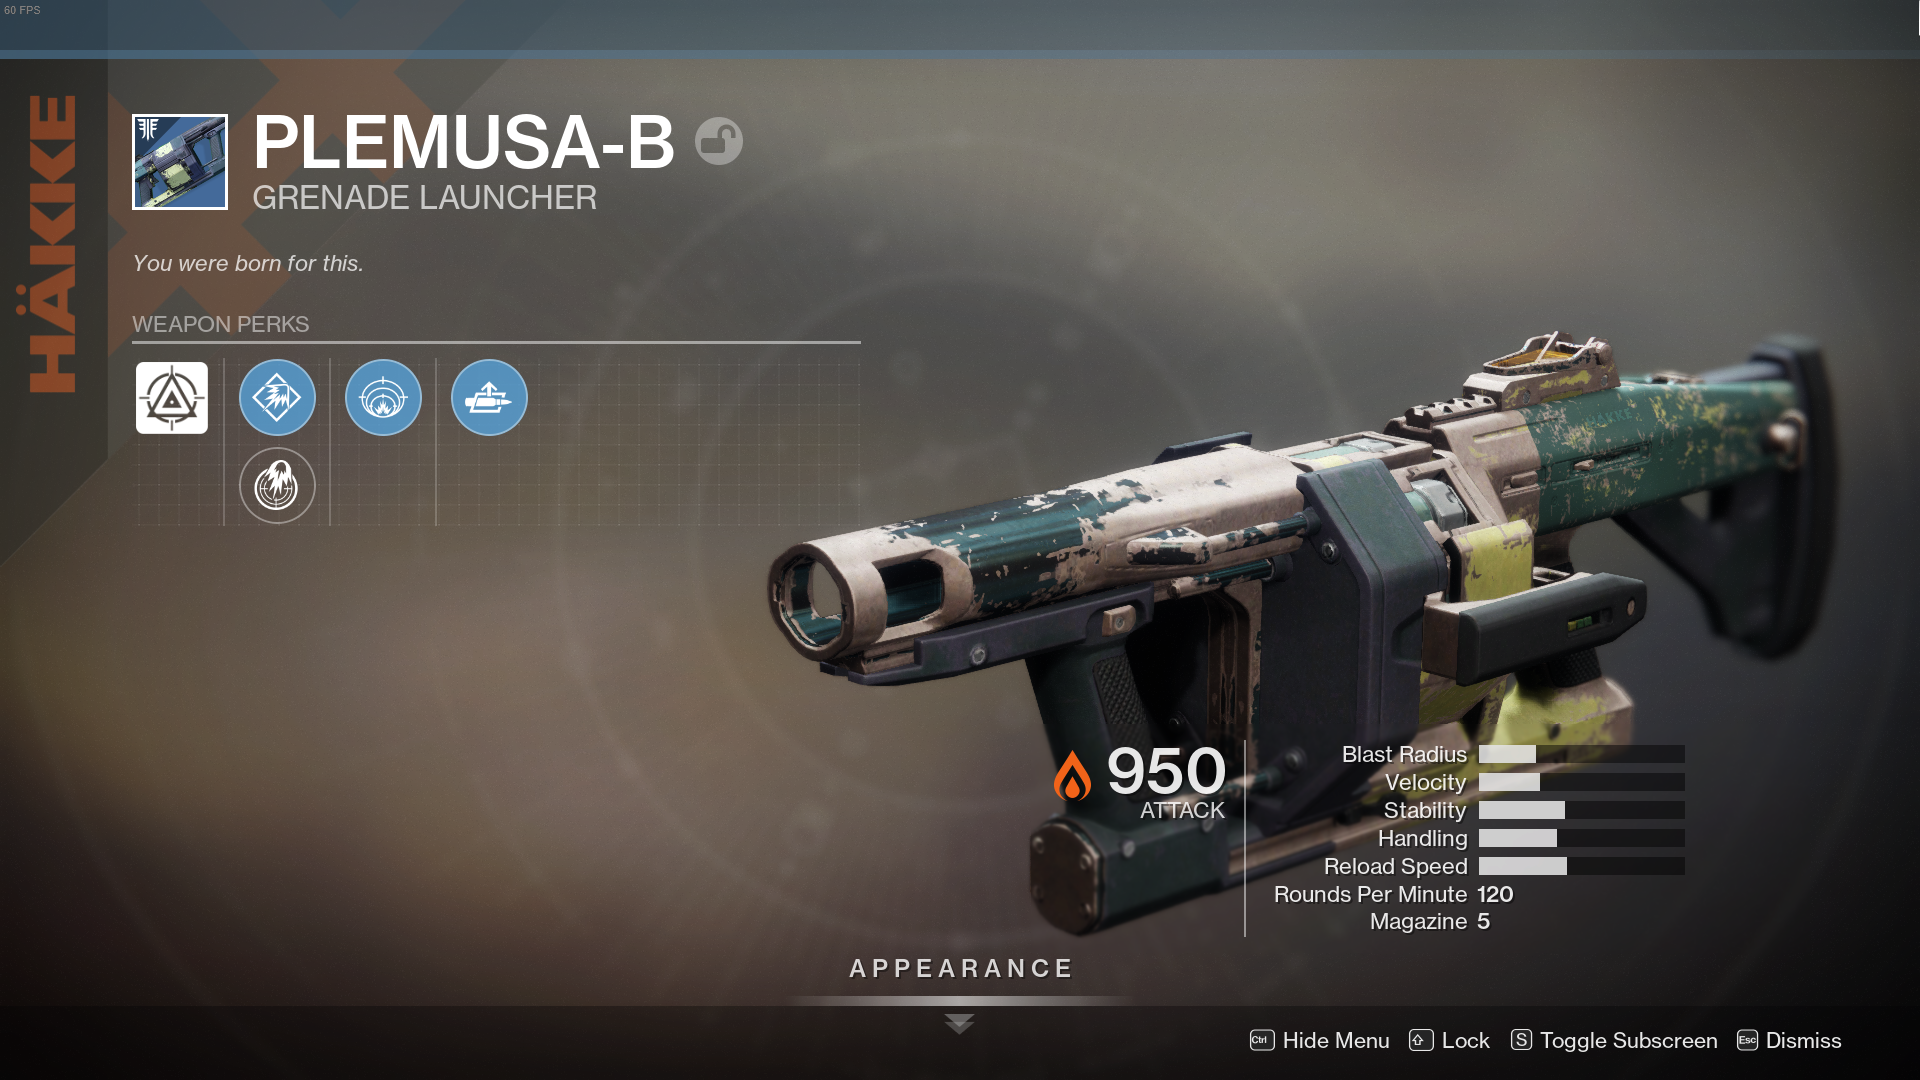 60 FPS
HÄKKE
PLEMUSA-B
GRENADE LAUNCHER
You were born for this.
WEAPON PERKS
HÄKKE
950
ATTACK
Blast Radius
Velocity
Stability
Handling
Reload Speed
Rounds Per Minute 120
Magazine 5
APPEARANCE
Ctrl Hide Menu Lock S Toggle Subscreen Esc Dismiss